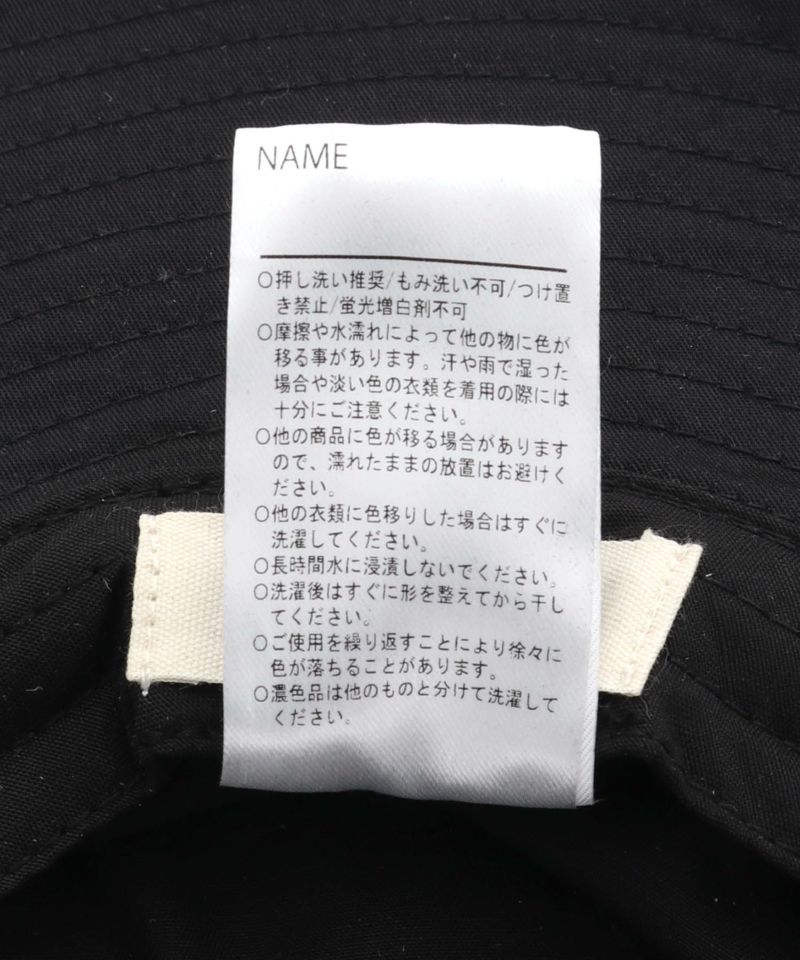 NAME
○押し洗い推奨/もみ洗い不可/つけ置
き禁止/蛍光増白剤不可
○摩擦や水濡れによって他の物に色が
移る事があります。汗や雨で湿った
場合や淡い色の衣類を着用の際には
十分にご注意ください。
○他の商品に色が移る場合があります
ので、濡れたままの放置はお避けく
ださい。
○他の衣類に色移りした場合はすぐに
洗濯してください。
○長時間水に浸漬しないでください。
○洗濯後はすぐに形を整えてから干し
てください。
○ご使用を繰り返すことにより徐々に
色が落ちることがあります。
○濃色品は他のものと分けて洗濯して
ください。